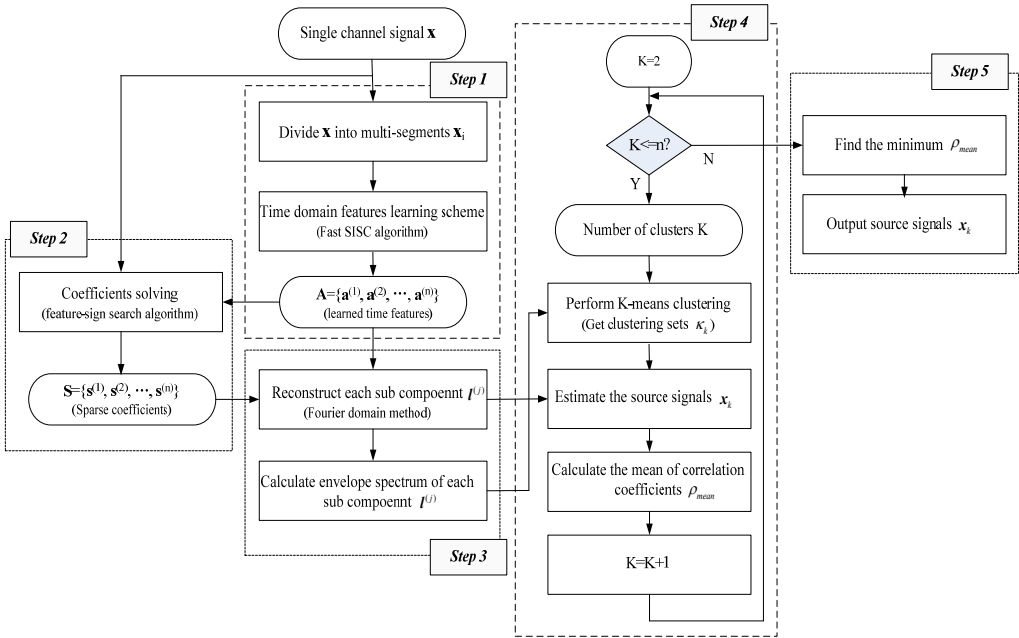 Single channel signal x
Step 1
Divide x into multi-segments xi
Time domain features learning scheme
(Fast SISC algorithm)
A={a(1), a(2), ⋯, a(n)}
(learned time features)
Step 2
Coefficients solving
(feature-sign search algorithm)
S={s(1), s(2), ⋯, s(n)}
(Sparse coefficients)
Reconstruct each sub compoennt l(j)
(Fourier domain method)
Calculate envelope spectrum of each
sub compoennt l(j)
Step 3
Step 4
K=2
K<=n?
N
Y
Number of clusters K
Perform K-means clustering
(Get clustering sets κk)
Estimate the source signals xk
Calculate the mean of correlation
coefficients ρmean
K=K+1
Step 5
Find the minimum ρmean
Output source signals xk